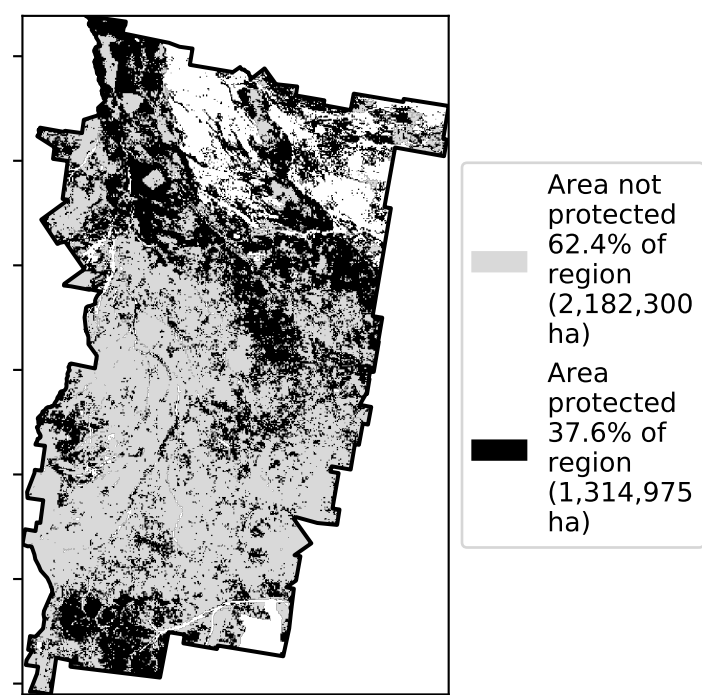 Area not
protected
62.4% of
region
(2,182,300
ha)
Area
protected
37.6% of
region
(1,314,975
ha)